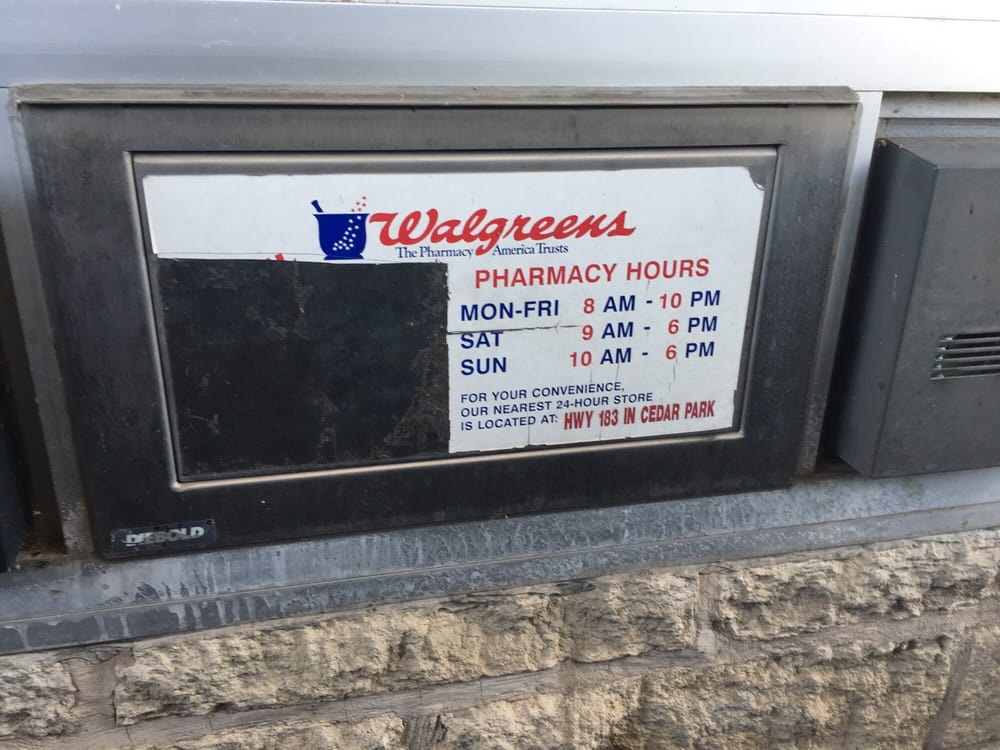 Walgreens
The Pharmacy America Trusts
PHARMACY HOURS
MON-FRI 8 AM - 10 PM
SAT 9 AM - 6 PM
SUN 10 AM - 6 PM
FOR YOUR CONVENIENCE,
OUR NEAREST 24-HOUR STORE
IS LOCATED AT: HWY 183 IN CEDAR PARK
DIEBOLD